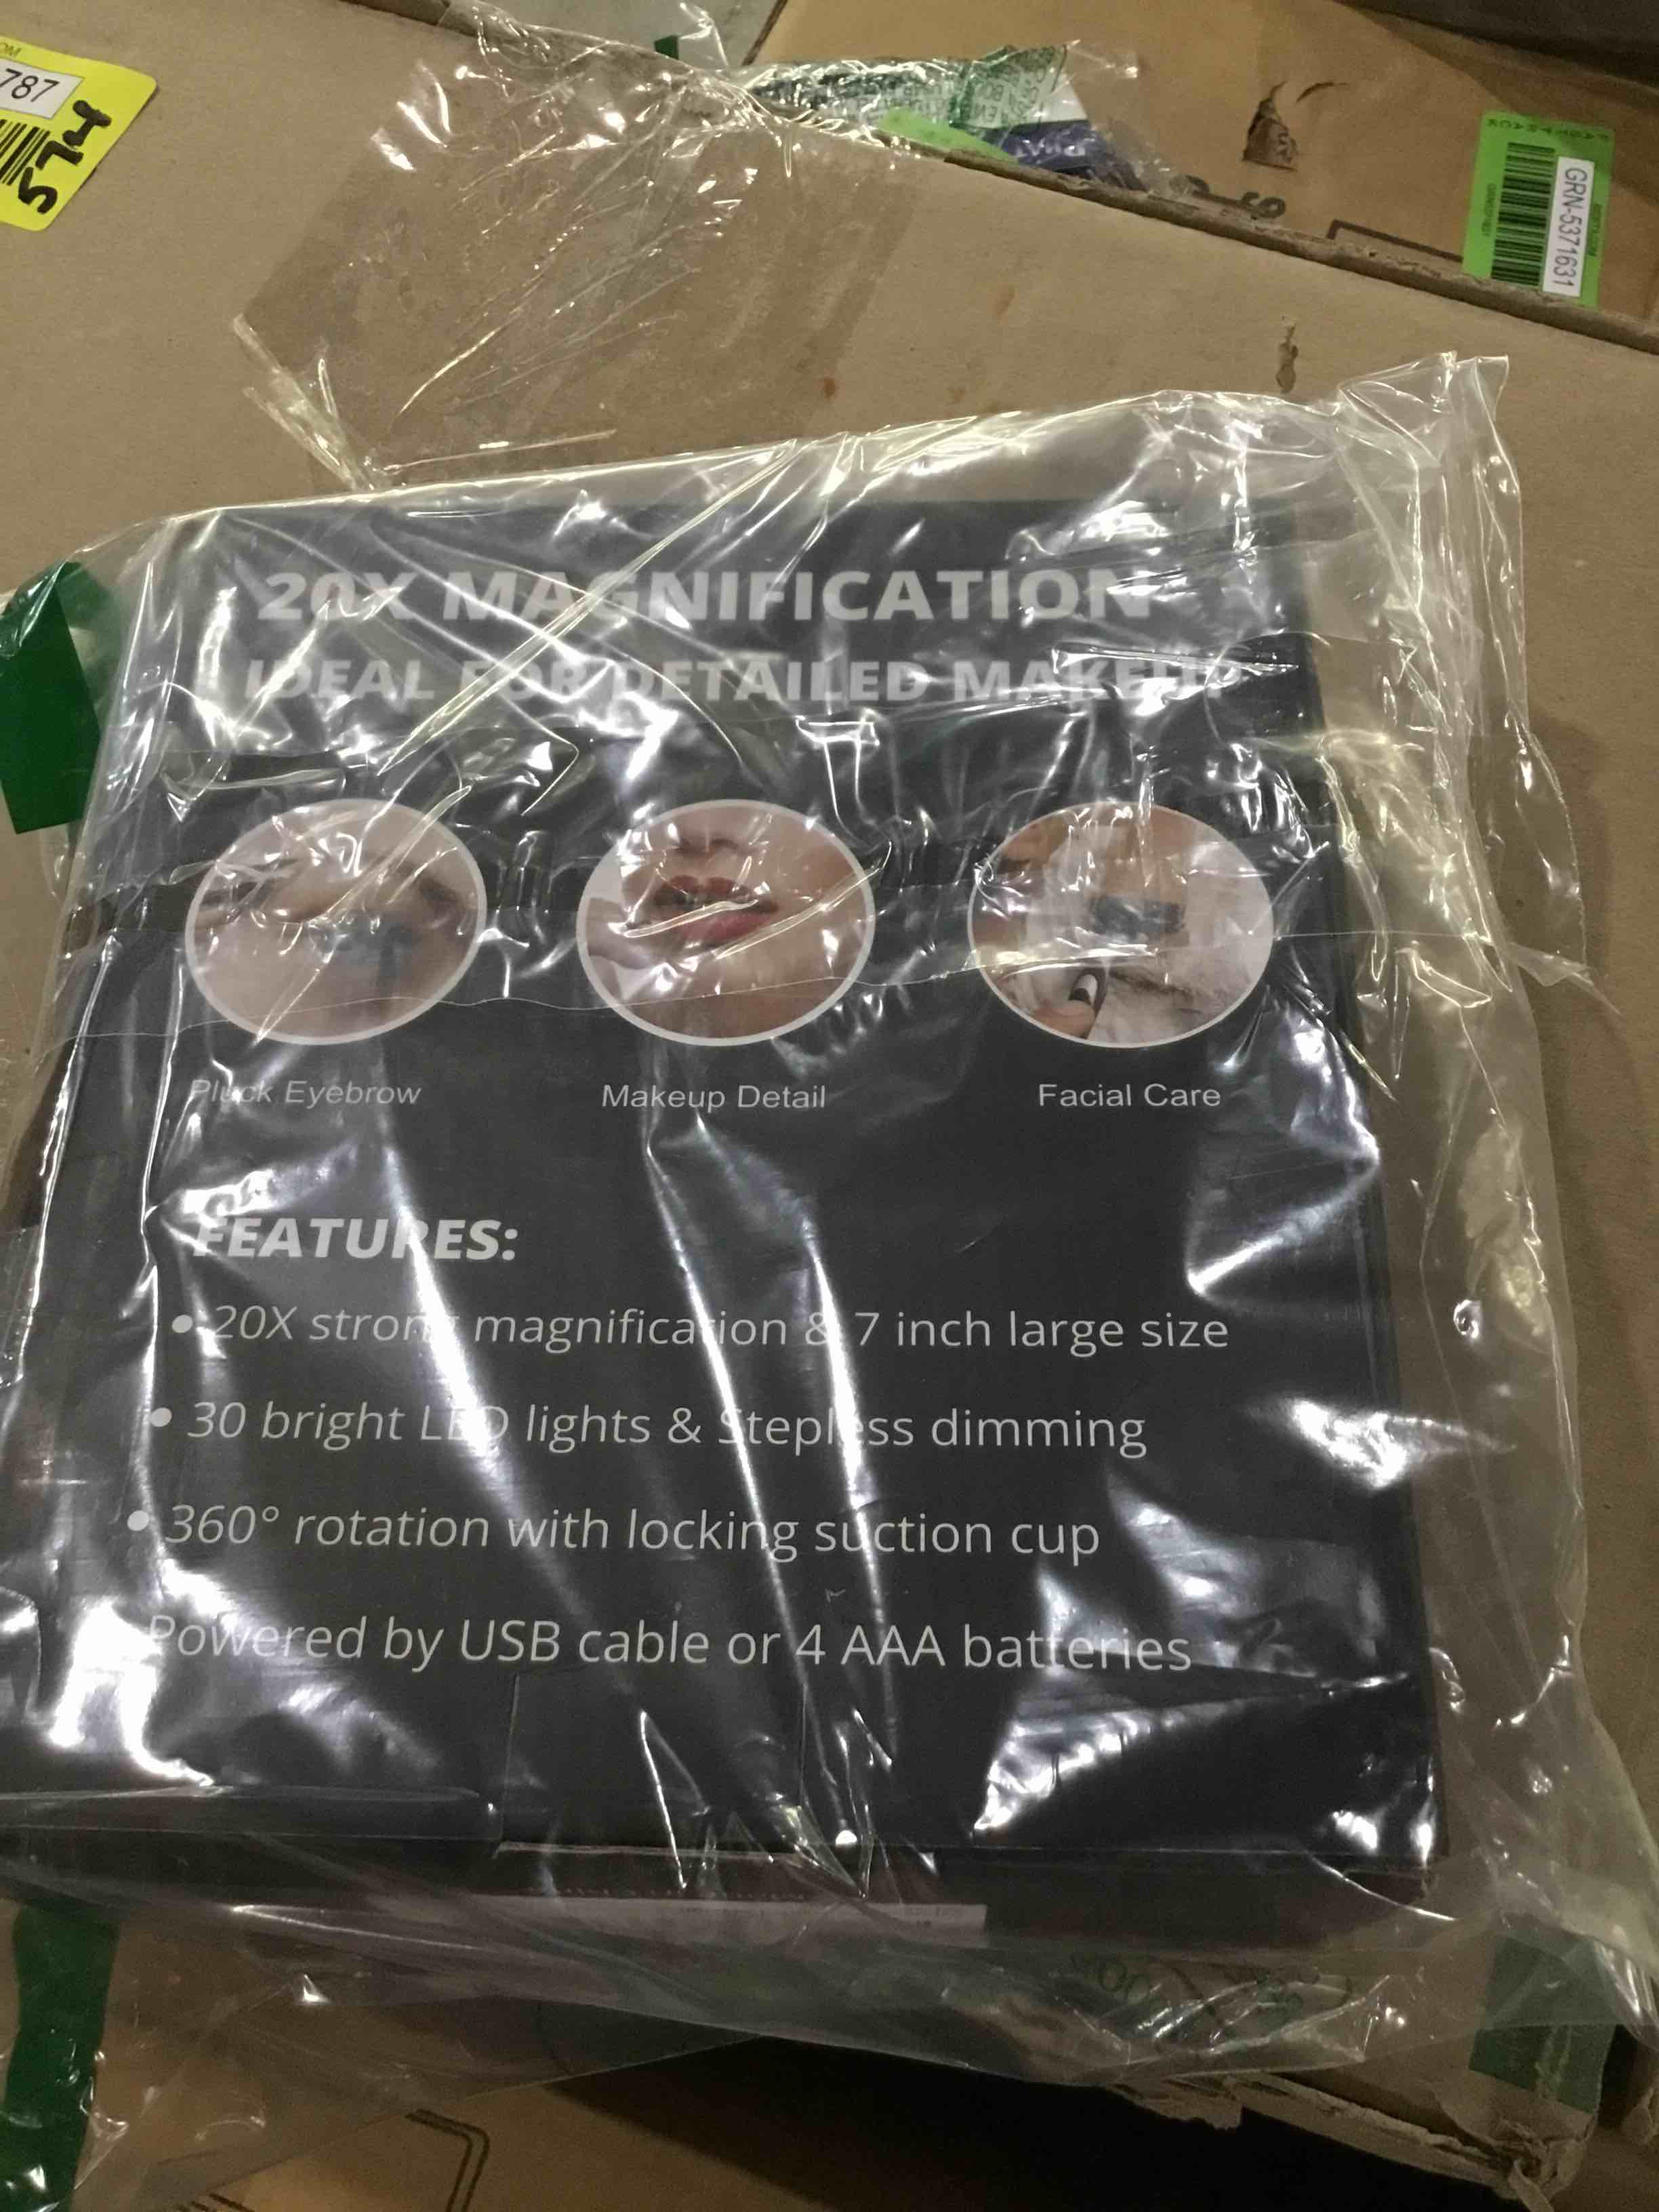 787
574
GRN-5371631
20X MAGNIFICATION
IDEAL FOR DETAILED MAKEUP
Pluck Eyebrow
Makeup Detail
Facial Care
FEATURES:
• 20X strong magnification & 7 inch large size
• 30 bright LED lights & Stepless dimming
• 360° rotation with locking suction cup
Powered by USB cable or 4 AAA batteries